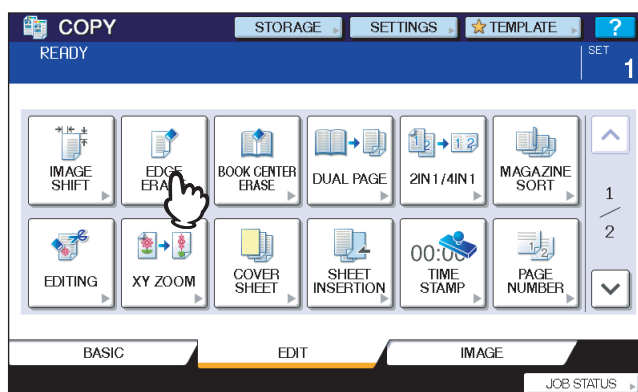 COPY
STORAGE
SETTINGS
TEMPLATE
?
READY
SET
1
IMAGE
SHIFT
EDGE
ERASE
BOOK CENTER
ERASE
DUAL PAGE
2IN1/4IN1
MAGAZINE
SORT
1
2
EDITING
XY ZOOM
COVER
SHEET
SHEET
INSERTION
00:00
TIME
STAMP
PAGE
NUMBER
BASIC
EDIT
IMAGE
JOB STATUS